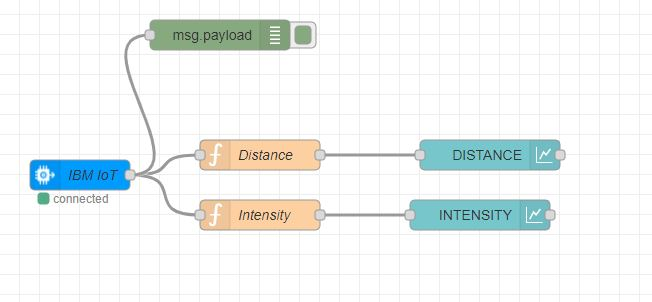 msg.payload
Distance
DISTANCE
IBM IoT
connected
Intensity
INTENSITY